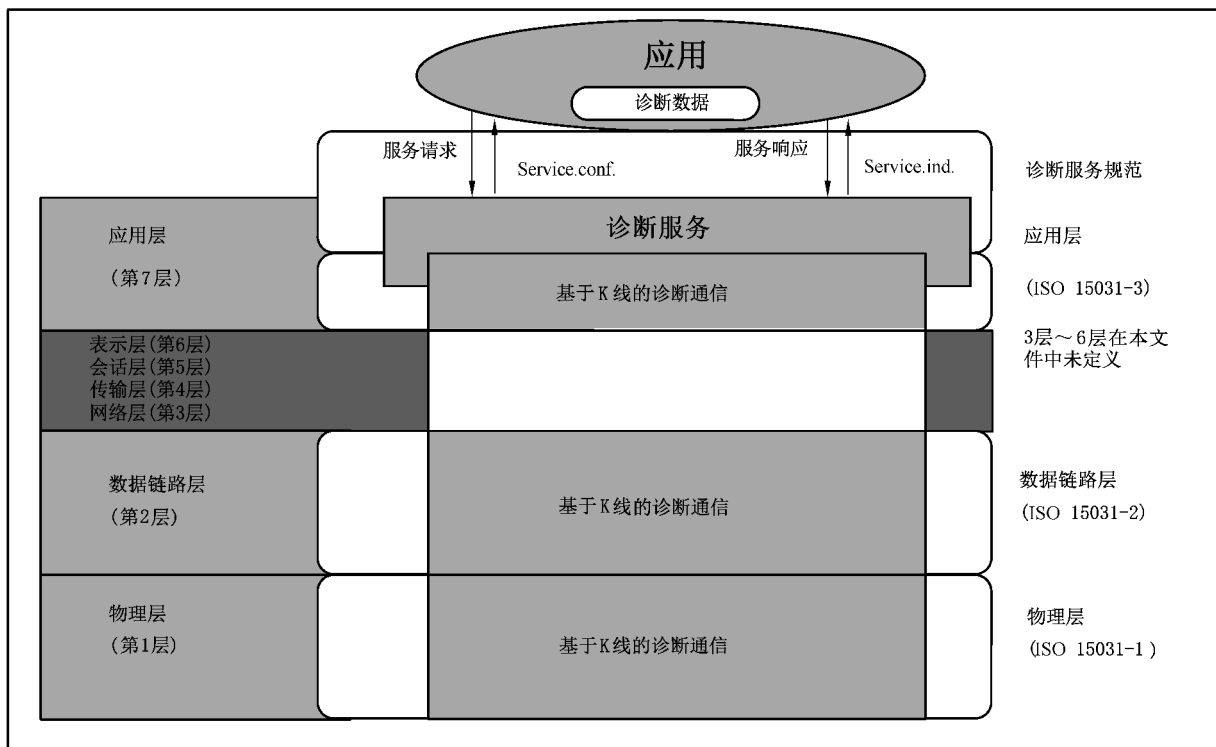 应用
诊断数据
服务请求
Service.conf.
服务响应
Service.ind.
诊断服务规范
诊断服务
应用层
(第7层)
基于K线的诊断通信
应用层
(ISO 15031-3)
表示层(第6层)
会话层(第5层)
传输层(第4层)
网络层(第3层)
3层～6层在本文
件中未定义
数据链路层
(第2层)
基于K线的诊断通信
数据链路层
(ISO 15031-2)
物理层
(第1层)
基于K线的诊断通信
物理层
(ISO 15031-1 )